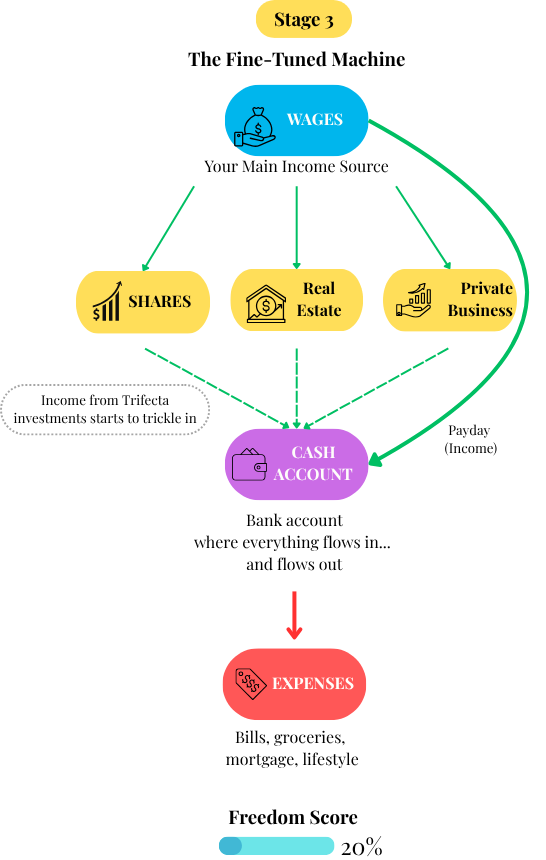 Stage 3
The Fine-Tuned Machine
WAGES
Your Main Income Source
SHARES
Real
Estate
Private
Business
Income from Trifecta
investments starts to trickle in
Payday
(Income)
CASH
ACCOUNT
Bank account
where everything flows in...
and flows out
EXPENSES
Bills, groceries,
mortgage, lifestyle
Freedom Score
20%